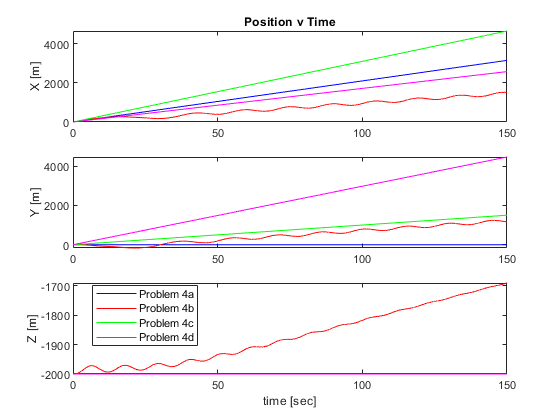 Position v Time
X [m]
4000
2000
0
0 50 100 150
Y [m]
4000
2000
0
0 50 100 150
Z [m]
-1700
-1800
-1900
-2000
Problem 4a
Problem 4b
Problem 4c
Problem 4d
0 50 100 150
time [sec]